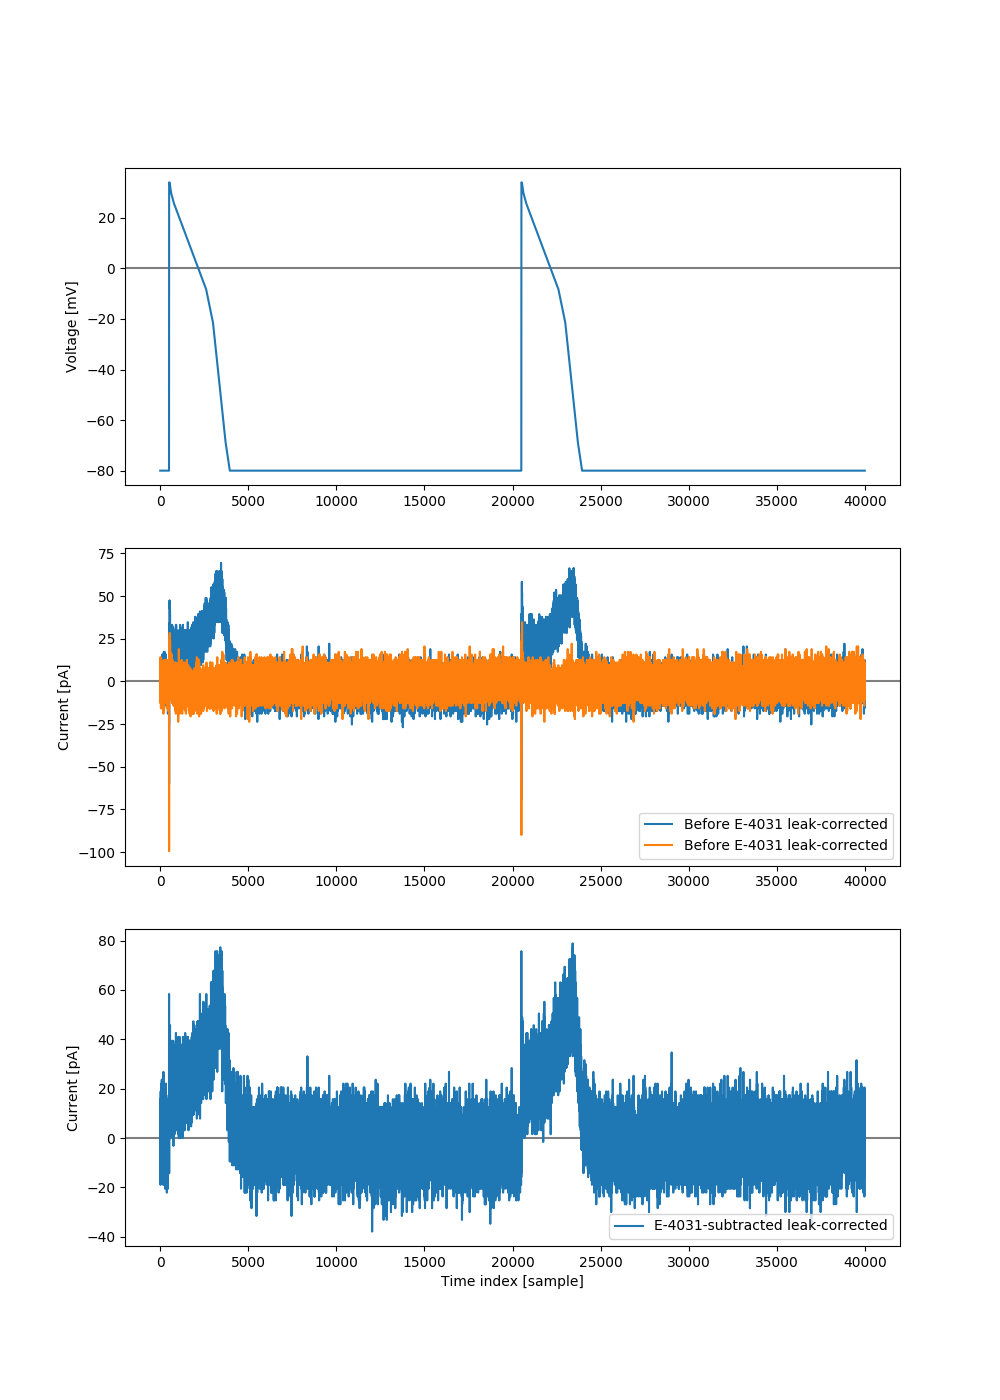 20
0
−20
−40
−60
−80
Voltage [mV]
0 5000 10000 15000 20000 25000 30000 35000 40000
75
50
25
0
−25
−50
−75
−100
Current [pA]
Before E-4031 leak-corrected
Before E-4031 leak-corrected
0 5000 10000 15000 20000 25000 30000 35000 40000
80
60
40
20
0
−20
−40
Current [pA]
E-4031-subtracted leak-corrected
0 5000 10000 15000 20000 25000 30000 35000 40000
Time index [sample]